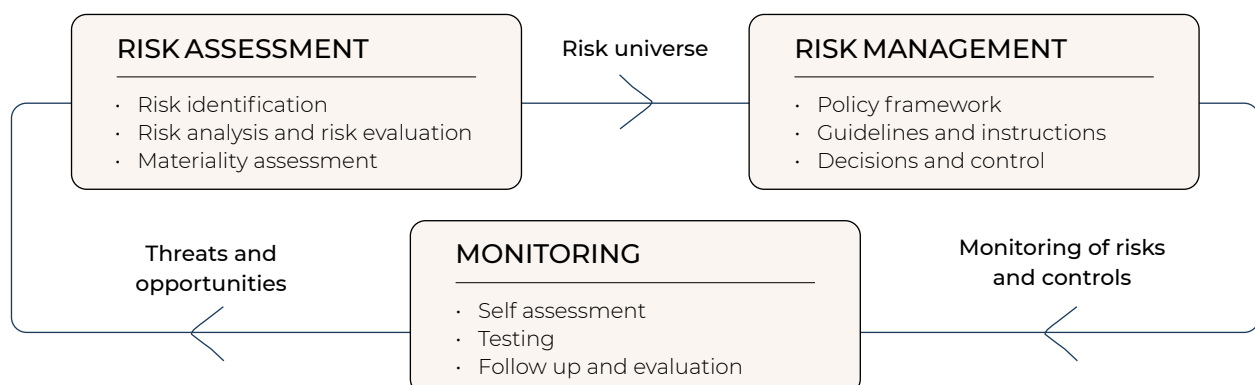 RISK ASSESSMENT
• Risk identification
• Risk analysis and risk evaluation
• Materiality assessment
Risk universe
RISK MANAGEMENT
• Policy framework
• Guidelines and instructions
• Decisions and control
Threats and
opportunities
MONITORING
• Self assessment
• Testing
• Follow up and evaluation
Monitoring of risks
and controls